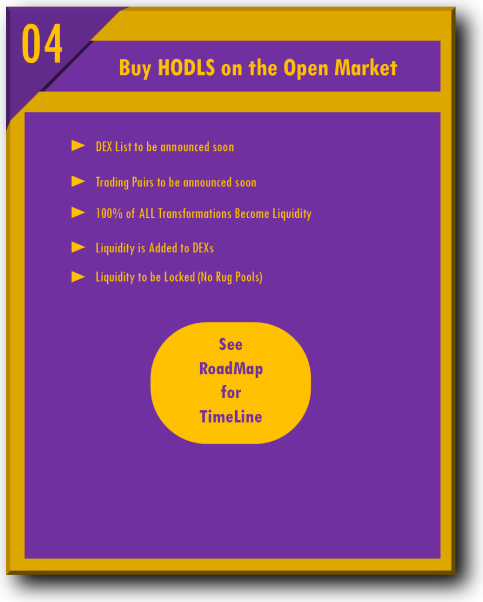 04
Buy HODLS on the Open Market
DEX List to be announced soon
Trading Pairs to be announced soon
100% of ALL Transformations Become Liquidity
Liquidity is Added to DEXs
Liquidity to be Locked (No Rug Pools)
See
RoadMap
for
TimeLine